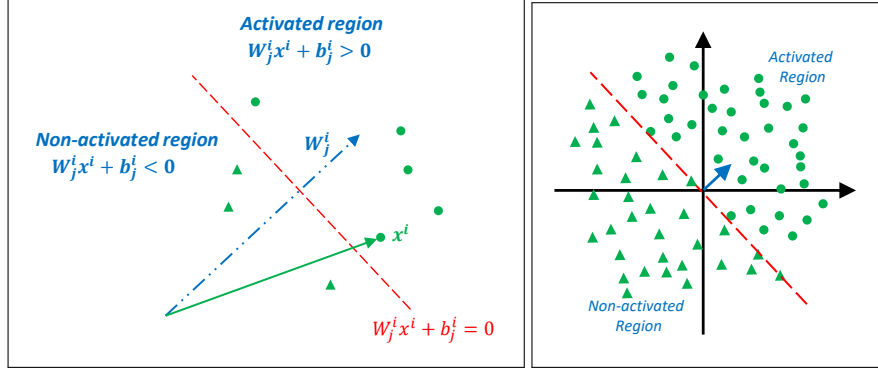 Activated region
W_j^i x^i + b_j^i > 0
Non-activated region
W_j^i x^i + b_j^i < 0
W_j^i
x^i
W_j^i x^i + b_j^i = 0
Activated
Region
Non-activated
Region